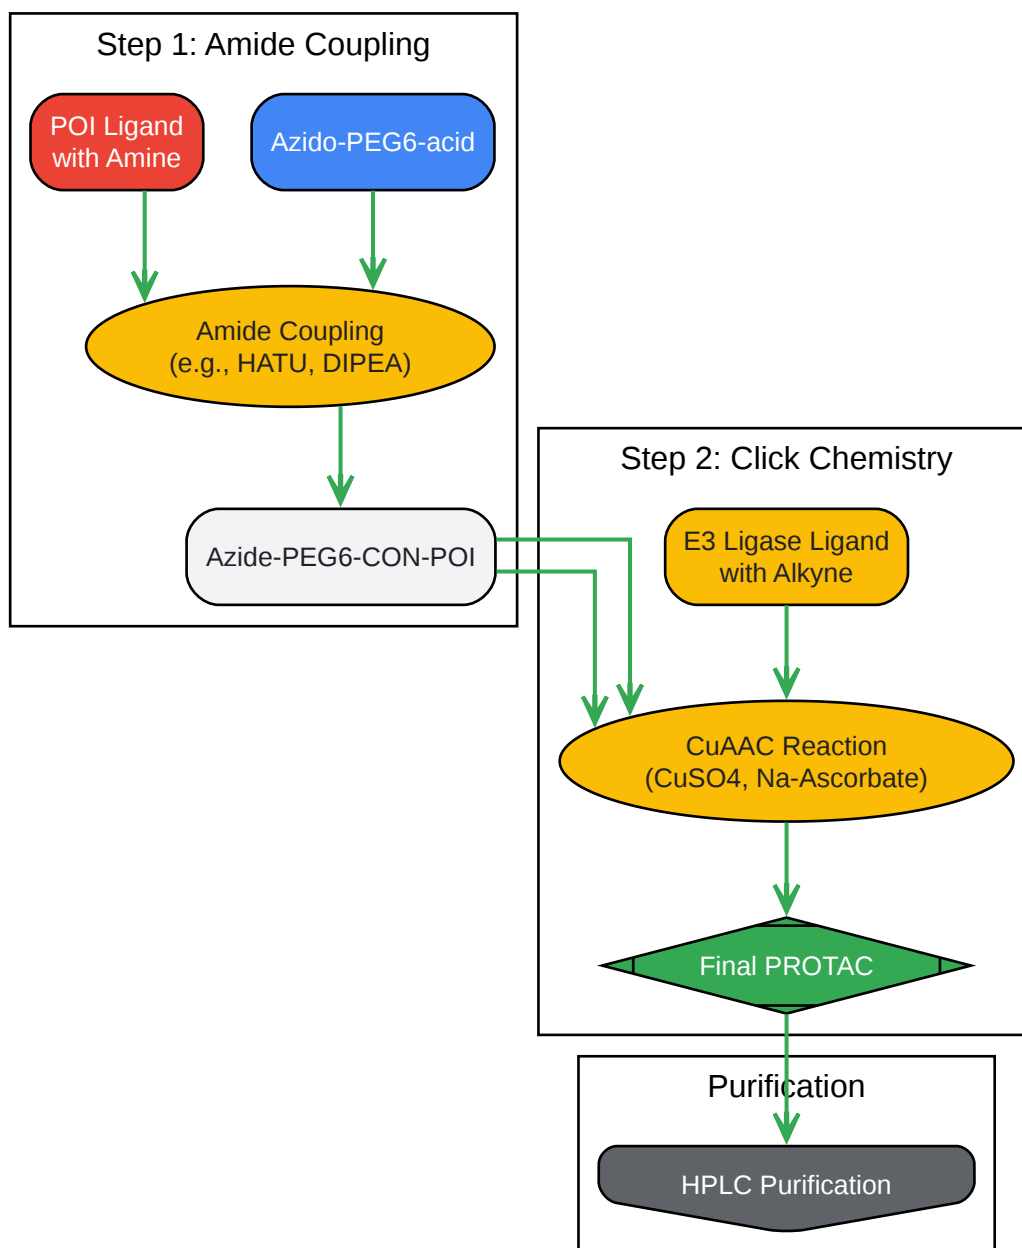 Step 1: Amide Coupling
POI Ligand
with Amine
Azido-PEG6-acid
Amide Coupling
(e.g., HATU, DIPEA)
Azide-PEG6-CON-POI
Step 2: Click Chemistry
E3 Ligase Ligand
with Alkyne
CuAAC Reaction
(CuSO4, Na-Ascorbate)
Final PROTAC
Purification
HPLC Purification